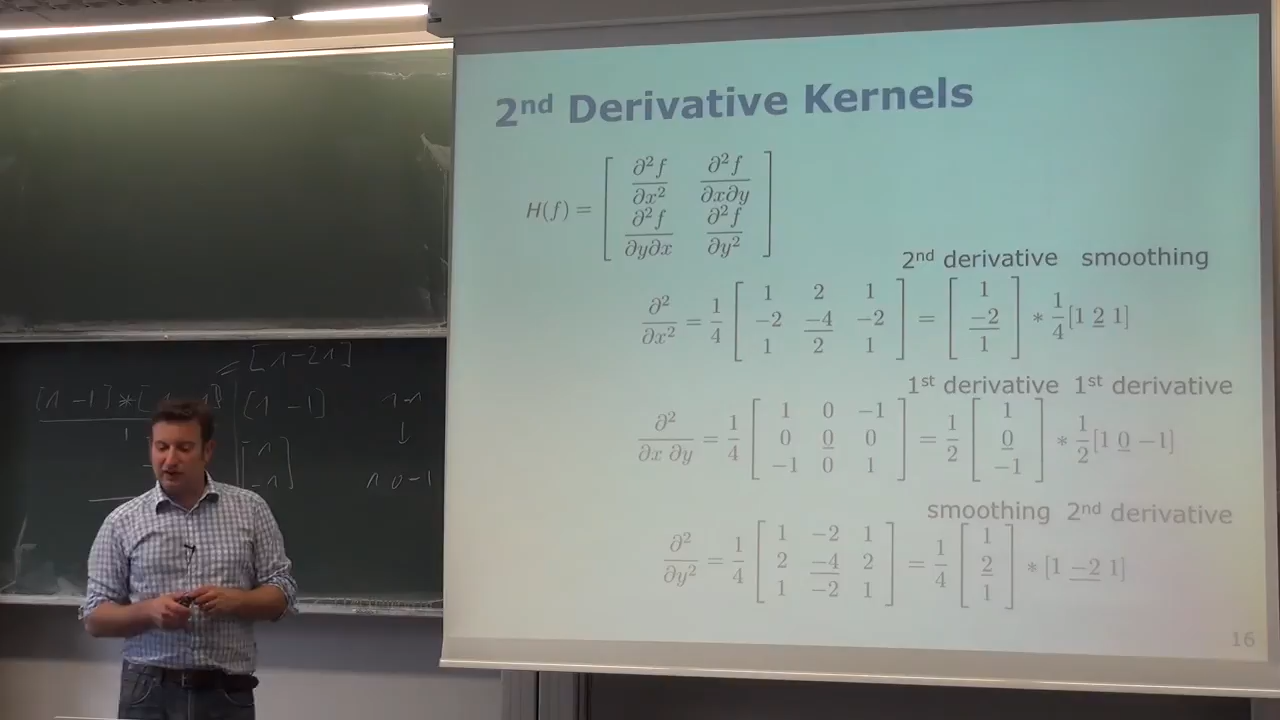 2nd Derivative Kernels
H(f) = [ ∂²f/∂x² ∂²f/∂x∂y
∂²f/∂y∂x ∂²f/∂y² ]
2nd derivative smoothing
∂²/∂x² = 1/4 [ 1 2 1
-2 -4 -2
1 2 1 ] = [ 1
-2
1 ] * 1/4 [1 2 1]
1st derivative 1st derivative
∂²/∂x ∂y = 1/4 [ 1 0 -1
0 0 0
-1 0 1 ] = 1/2 [ 1
0
-1 ] * 1/2 [1 0 -1]
smoothing 2nd derivative
∂²/∂y² = 1/4 [ 1 -2 1
2 -4 2
1 -2 1 ] = 1/4 [ 1
2
1 ] * [1 -2 1]
16
= [1 -2 1]
[1 -1] * [
[1 -1]
1 -1
↓
1 0 -1